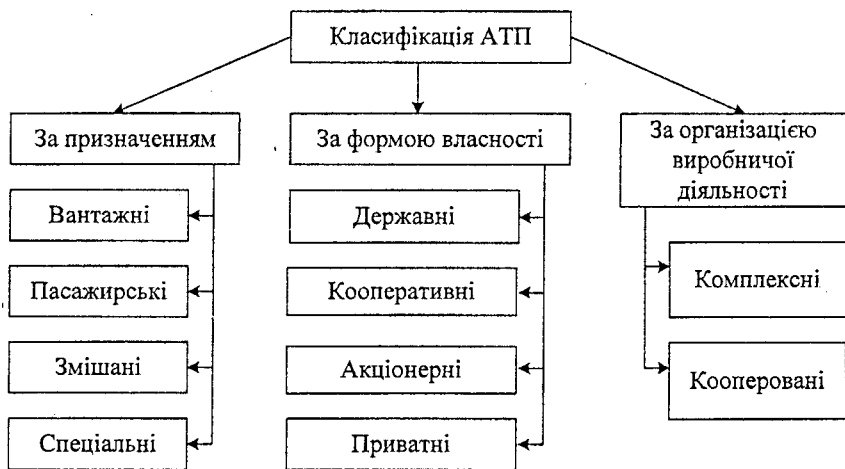 Класифікація АТП
За призначенням
Вантажні
Пасажирські
Змішані
Спеціальні
За формою власності
Державні
Кооперативні
Акціонерні
Приватні
За організацією
виробничої
діяльності
Комплексні
Кооперовані